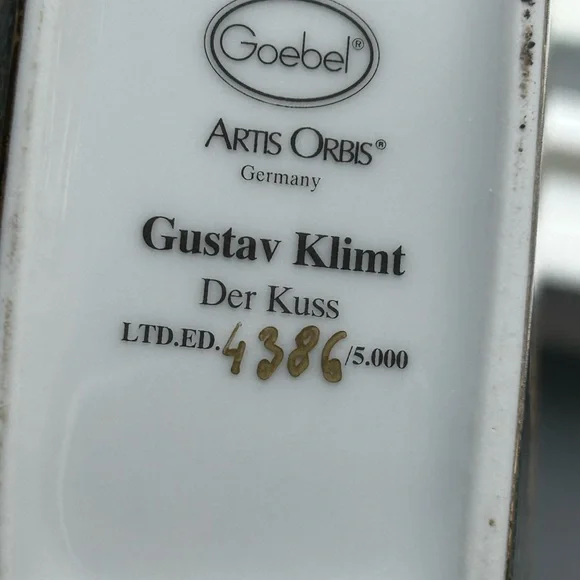 Goebel®
ARTIS ORBIS®
Germany
Gustav Klimt
Der Kuss
LTD.ED. 4386/5.000